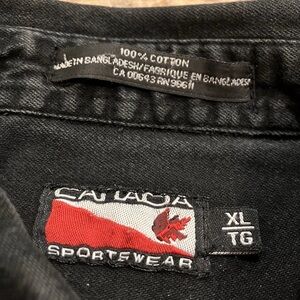 100% COTTON
MADE IN BANGLADESH/FABRIQUE EN BANGLADESH
CA 00643 RN 96611
CANADA
SPORTSWEAR
XL
TG